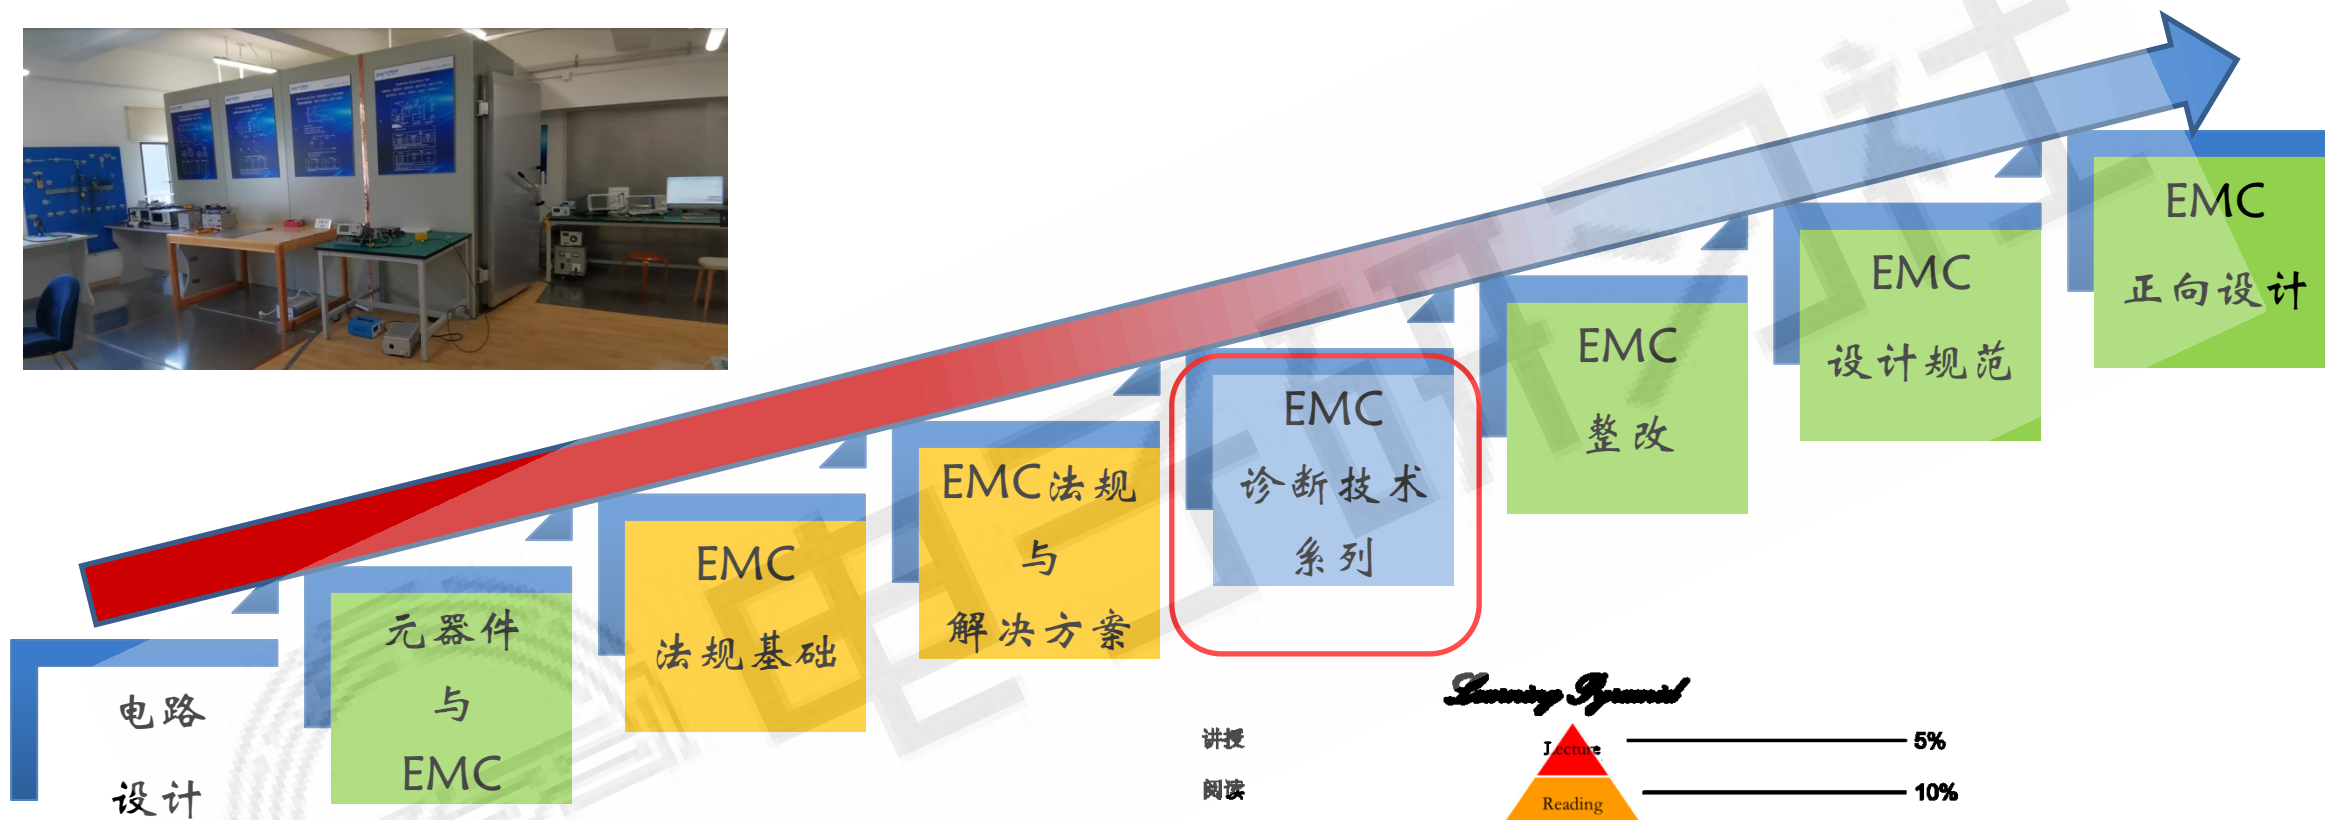 电路
设计
元器件
与
EMC
EMC
法规基础
EMC法规
与
解决方案
EMC
诊断技术
系列
EMC
整改
EMC
设计规范
EMC
正向设计
Learning Pyramid
讲授
Lecture
5%
阅读
Reading
10%